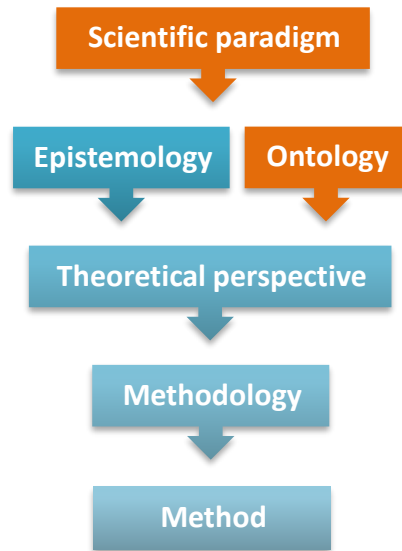 Scientific paradigm
Epistemology
Ontology
Theoretical perspective
Methodology
Method